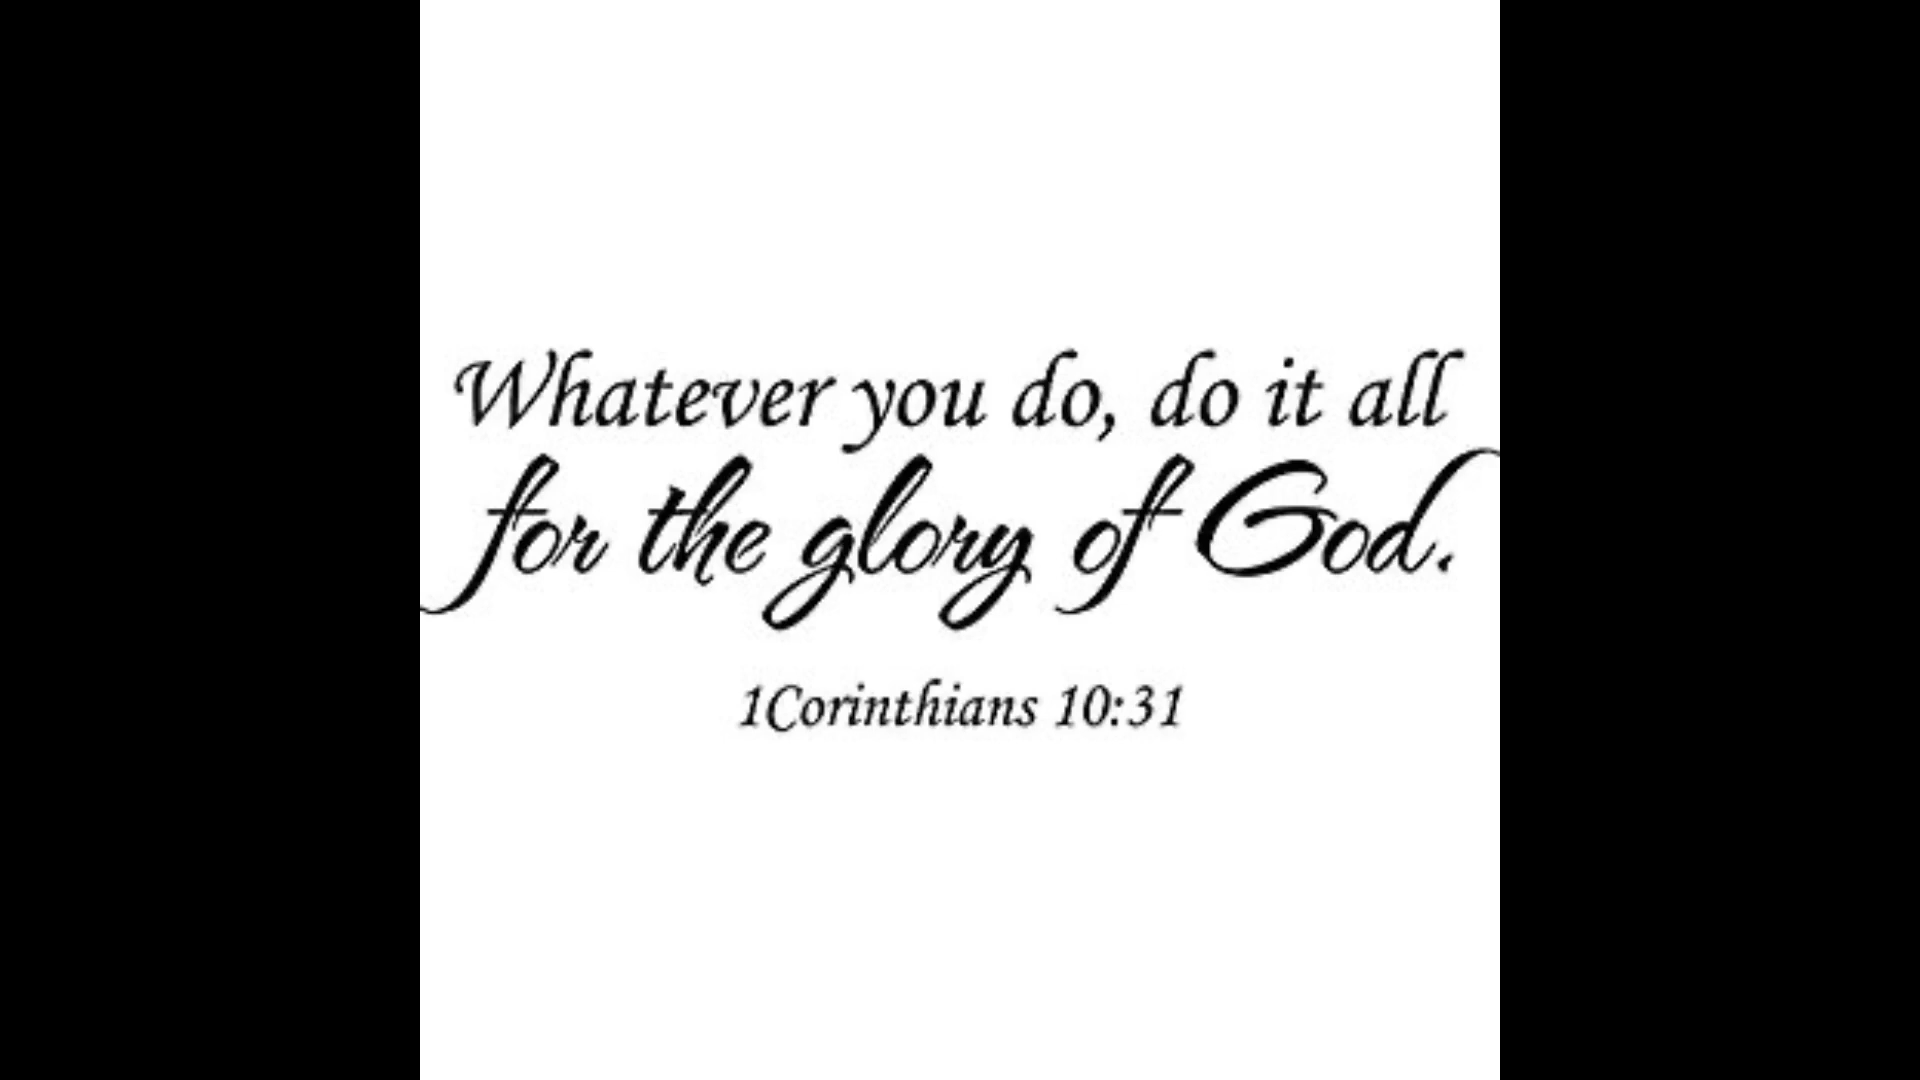 Whatever you do, do it all
for the glory of God.
1Corinthians 10:31